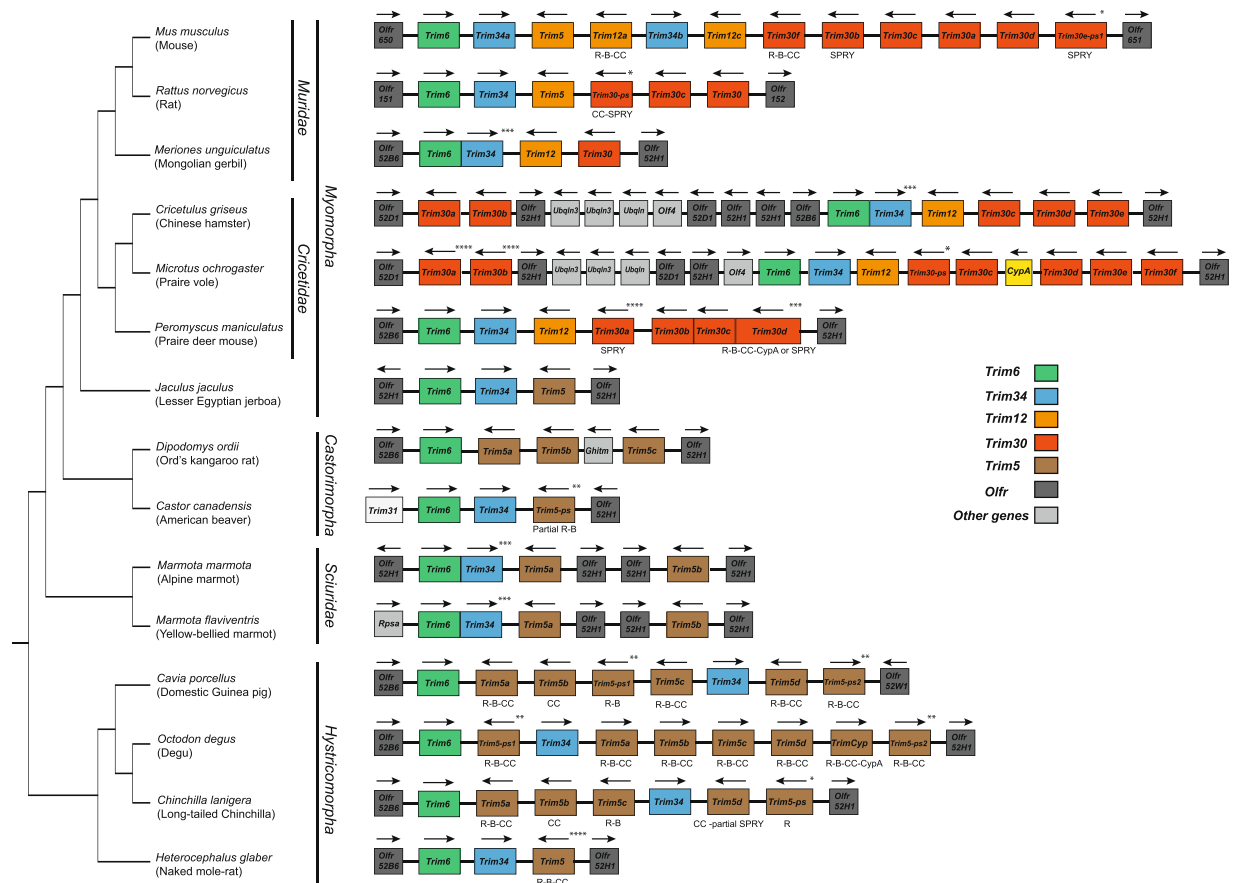 Mus musculus
(Mouse)
Olfr 650 Trim6 Trim34a Trim5 Trim12a Trim34b Trim12c Trim30f Trim30b Trim30c Trim30a Trim30d Trim30e-ps1 * Olfr 651
R-B-CC R-B-CC SPRY SPRY
Rattus norvegicus
(Rat)
Olfr 151 Trim6 Trim34 Trim5 Trim30-ps * Trim30c Trim30 Olfr 152
CC-SPRY
Meriones unguiculatus
(Mongolian gerbil)
Olfr 52B6 Trim6 Trim34 *** Trim12 Trim30 Olfr 52H1
Muridae
Cricetulus griseus
(Chinese hamster)
Olfr 52D1 Trim30a Trim30b Olfr 52H1 Ubqln3 Ubqln3 Ubqln Olf4 Olfr 52D1 Olfr 52H1 Olfr 52H1 Olfr 52B6 Trim6 Trim34 *** Trim12 Trim30c Trim30d Trim30e Olfr 52H1
Microtus ochrogaster
(Praire vole)
Olfr 52D1 Trim30a **** Trim30b **** Olfr 52H1 Ubqln3 Ubqln3 Ubqln Olfr 52D1 Olfr 52H1 Olf4 Trim6 Trim34 Trim12 Trim30-ps * Trim30c CypA Trim30d Trim30e Trim30f Olfr 52H1
Peromyscus maniculatus
(Praire deer mouse)
Olfr 52B6 Trim6 Trim34 Trim12 Trim30a **** Trim30b Trim30c Trim30d *** Olfr 52H1
SPRY R-B-CC-CypA or SPRY
Cricetidae
Jaculus jaculus
(Lesser Egyptian jerboa)
Olfr 52H1 Trim6 Trim34 Trim5 Olfr 52H1
Myomorpha
Dipodomys ordii
(Ord's kangaroo rat)
Olfr 52B6 Trim6 Trim5a Trim5b Ghitm Trim5c Olfr 52H1
Castor canadensis
(American beaver)
Trim31 Trim6 Trim34 Trim5-ps ** Olfr 52H1
Partial R-B
Castorimorpha
Marmota marmota
(Alpine marmot)
Olfr 52H1 Trim6 Trim34 *** Trim5a Olfr 52H1 Olfr 52H1 Trim5b Olfr 52H1
Marmota flaviventris
(Yellow-bellied marmot)
Rpsa Trim6 Trim34 *** Trim5a Olfr 52H1 Olfr 52H1 Trim5b Olfr 52H1
Sciuridae
Cavia porcellus
(Domestic Guinea pig)
Olfr 52B6 Trim6 Trim5a Trim5b Trim5-ps1 ** Trim5c Trim34 Trim5d Trim5-ps2 ** Olfr 52W1
R-B-CC CC R-B R-B-CC R-B-CC R-B-CC
Octodon degus
(Degu)
Olfr 52B6 Trim6 Trim5-ps1 ** Trim34 Trim5a Trim5b Trim5c Trim5d TrimCyp Trim5-ps2 ** Olfr 52H1
R-B-CC R-B-CC R-B-CC R-B-CC R-B-CC R-B-CC-CypA R-B-CC
Chinchilla lanigera
(Long-tailed Chinchilla)
Olfr 52B6 Trim6 Trim5a Trim5b Trim5c Trim34 Trim5d Trim5-ps * Olfr 52H1
R-B-CC CC R-B CC -partial SPRY R
Heterocephalus glaber
(Naked mole-rat)
Olfr 52B6 Trim6 Trim34 Trim5 **** Olfr 52H1
R-B-CC
Hystricomorpha
Trim6
Trim34
Trim12
Trim30
Trim5
Olfr
Other genes